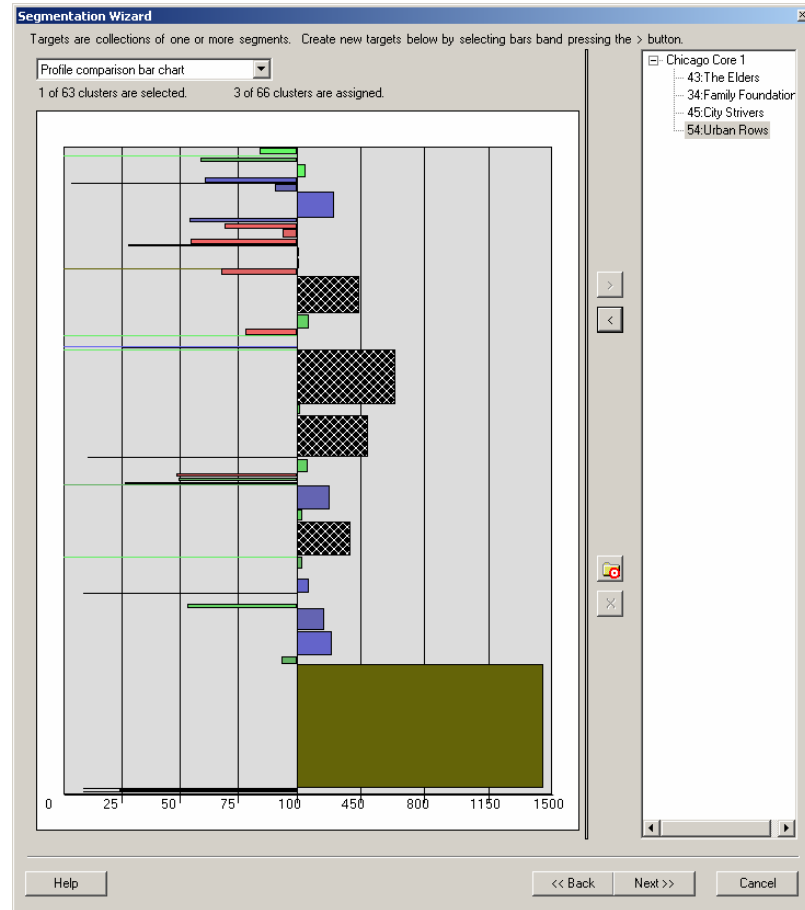 Segmentation Wizard
Targets are collections of one or more segments. Create new targets below by selecting bars band pressing the > button.
Profile comparison bar chart
1 of 63 clusters are selected. 3 of 66 clusters are assigned.
Chicago Core 1
43:The Elders
34:Family Foundation
45:City Strivers
54:Urban Rows
>
<
0 25 50 75 100 450 800 1150 1500
Help << Back Next >> Cancel